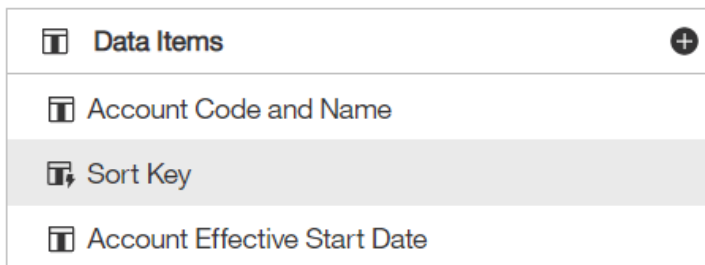 Data Items
Account Code and Name
Sort Key
Account Effective Start Date